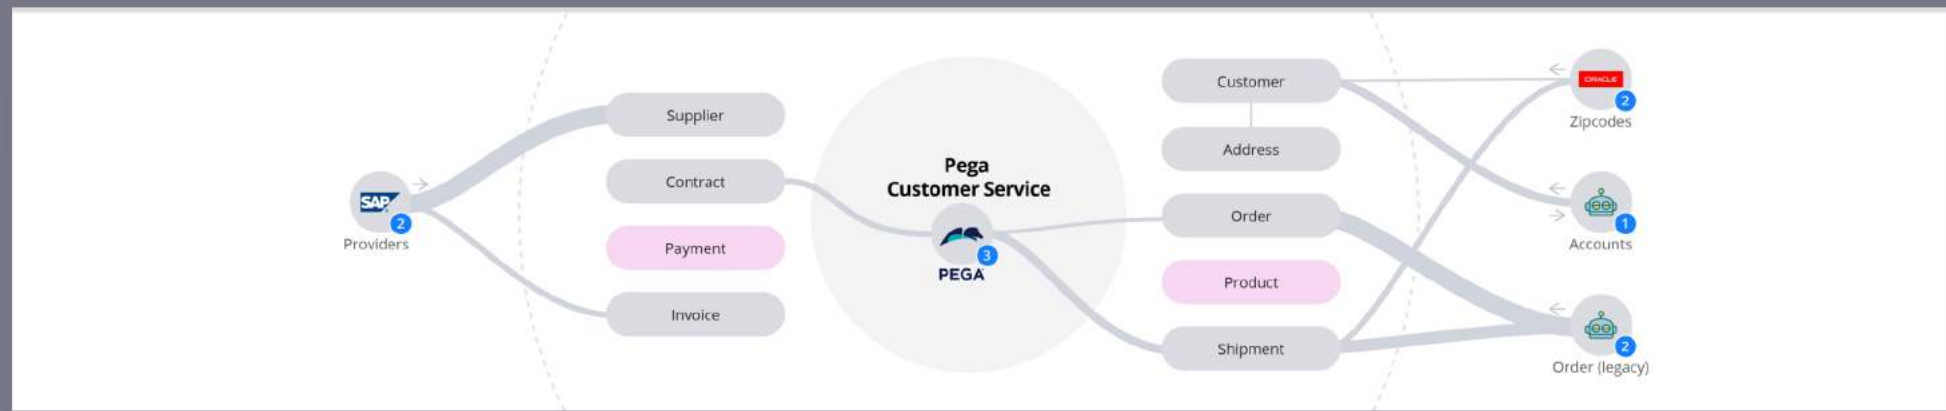 SAP
2
Providers
Supplier
Contract
Payment
Invoice
Pega
Customer Service
3
PEGA
Customer
Address
Order
Product
Shipment
ORACLE
2
Zipcodes
1
Accounts
2
Order (legacy)